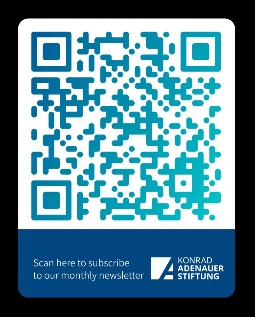 Scan here to subscribe
to our monthly newsletter
KONRAD
ADENAUER
STIFTUNG